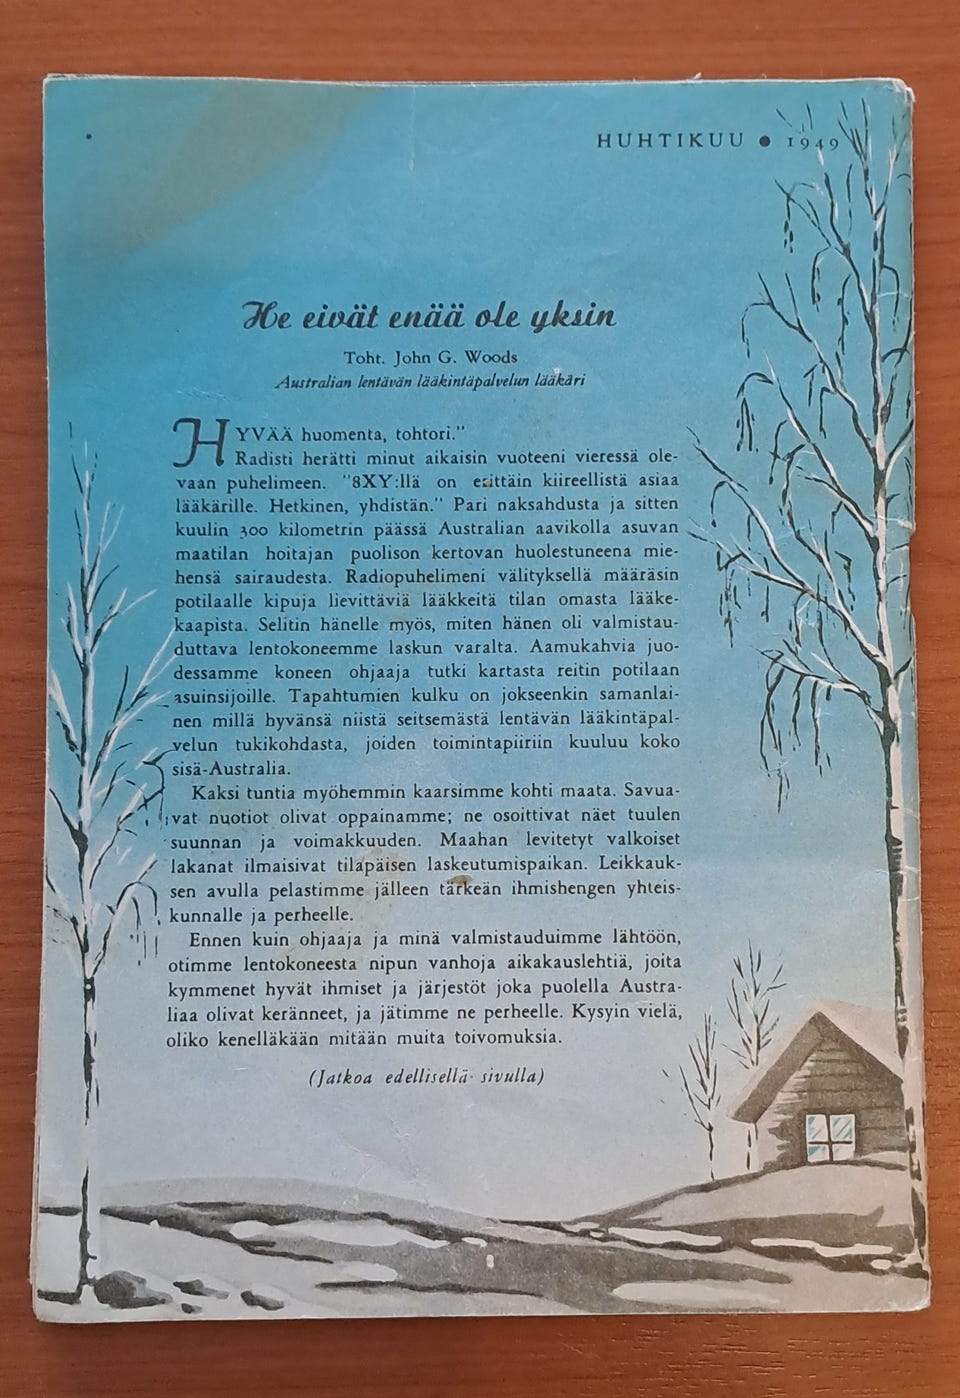 HUHTIKUU ● 1949
He eivät enää ole yksin
Toht. John G. Woods
Australian lentävän lääkintäpalvelun lääkäri
HYVÄÄ huomenta, tohtori."
Radisti herätti minut aikaisin vuoteeni vieressä ole-
vaan puhelimeen. "8XY:llä on erittäin kiireellistä asiaa
lääkärille. Hetkinen, yhdistän." Pari naksahdusta ja sitten
kuulin 300 kilometrin päässä Australian aavikolla asuvan
maatilan hoitajan puolison kertovan huolestuneena mie-
hensä sairaudesta. Radiopuhelimeni välityksellä määräsin
potilaalle kipuja lievittäviä lääkkeitä tilan omasta lääke-
kaapista. Selitin hänelle myös, miten hänen oli valmistau-
duttava lentokoneemme laskun varalta. Aamukahvia juo-
dessamme koneen ohjaaja tutki kartasta reitin potilaan
asuinsijoille. Tapahtumien kulku on jokseenkin samanlai-
nen millä hyvänsä niistä seitsemästä lentävän lääkintäpal-
velun tukikohdasta, joiden toimintapiiriin kuuluu koko
sisä-Australia.
Kaksi tuntia myöhemmin kaarsimme kohti maata. Savua-
vat nuotiot olivat oppainamme; ne osoittivat näet tuulen
suunnan ja voimakkuuden. Maahan levitetyt valkoiset
lakanat ilmaisivat tilapäisen laskeutumispaikan. Leikkauk-
sen avulla pelastimme jälleen tärkeän ihmishengen yhteis-
kunnalle ja perheelle.
Ennen kuin ohjaaja ja minä valmistauduimme lähtöön,
otimme lentokoneesta nipun vanhoja aikakauslehtiä, joita
kymmenet hyvät ihmiset ja järjestöt joka puolella Austra-
liaa olivat keränneet, ja jätimme ne perheelle. Kysyin vielä,
oliko kenelläkään mitään muita toivomuksia.
(Jatkoa edellisellä sivulla)